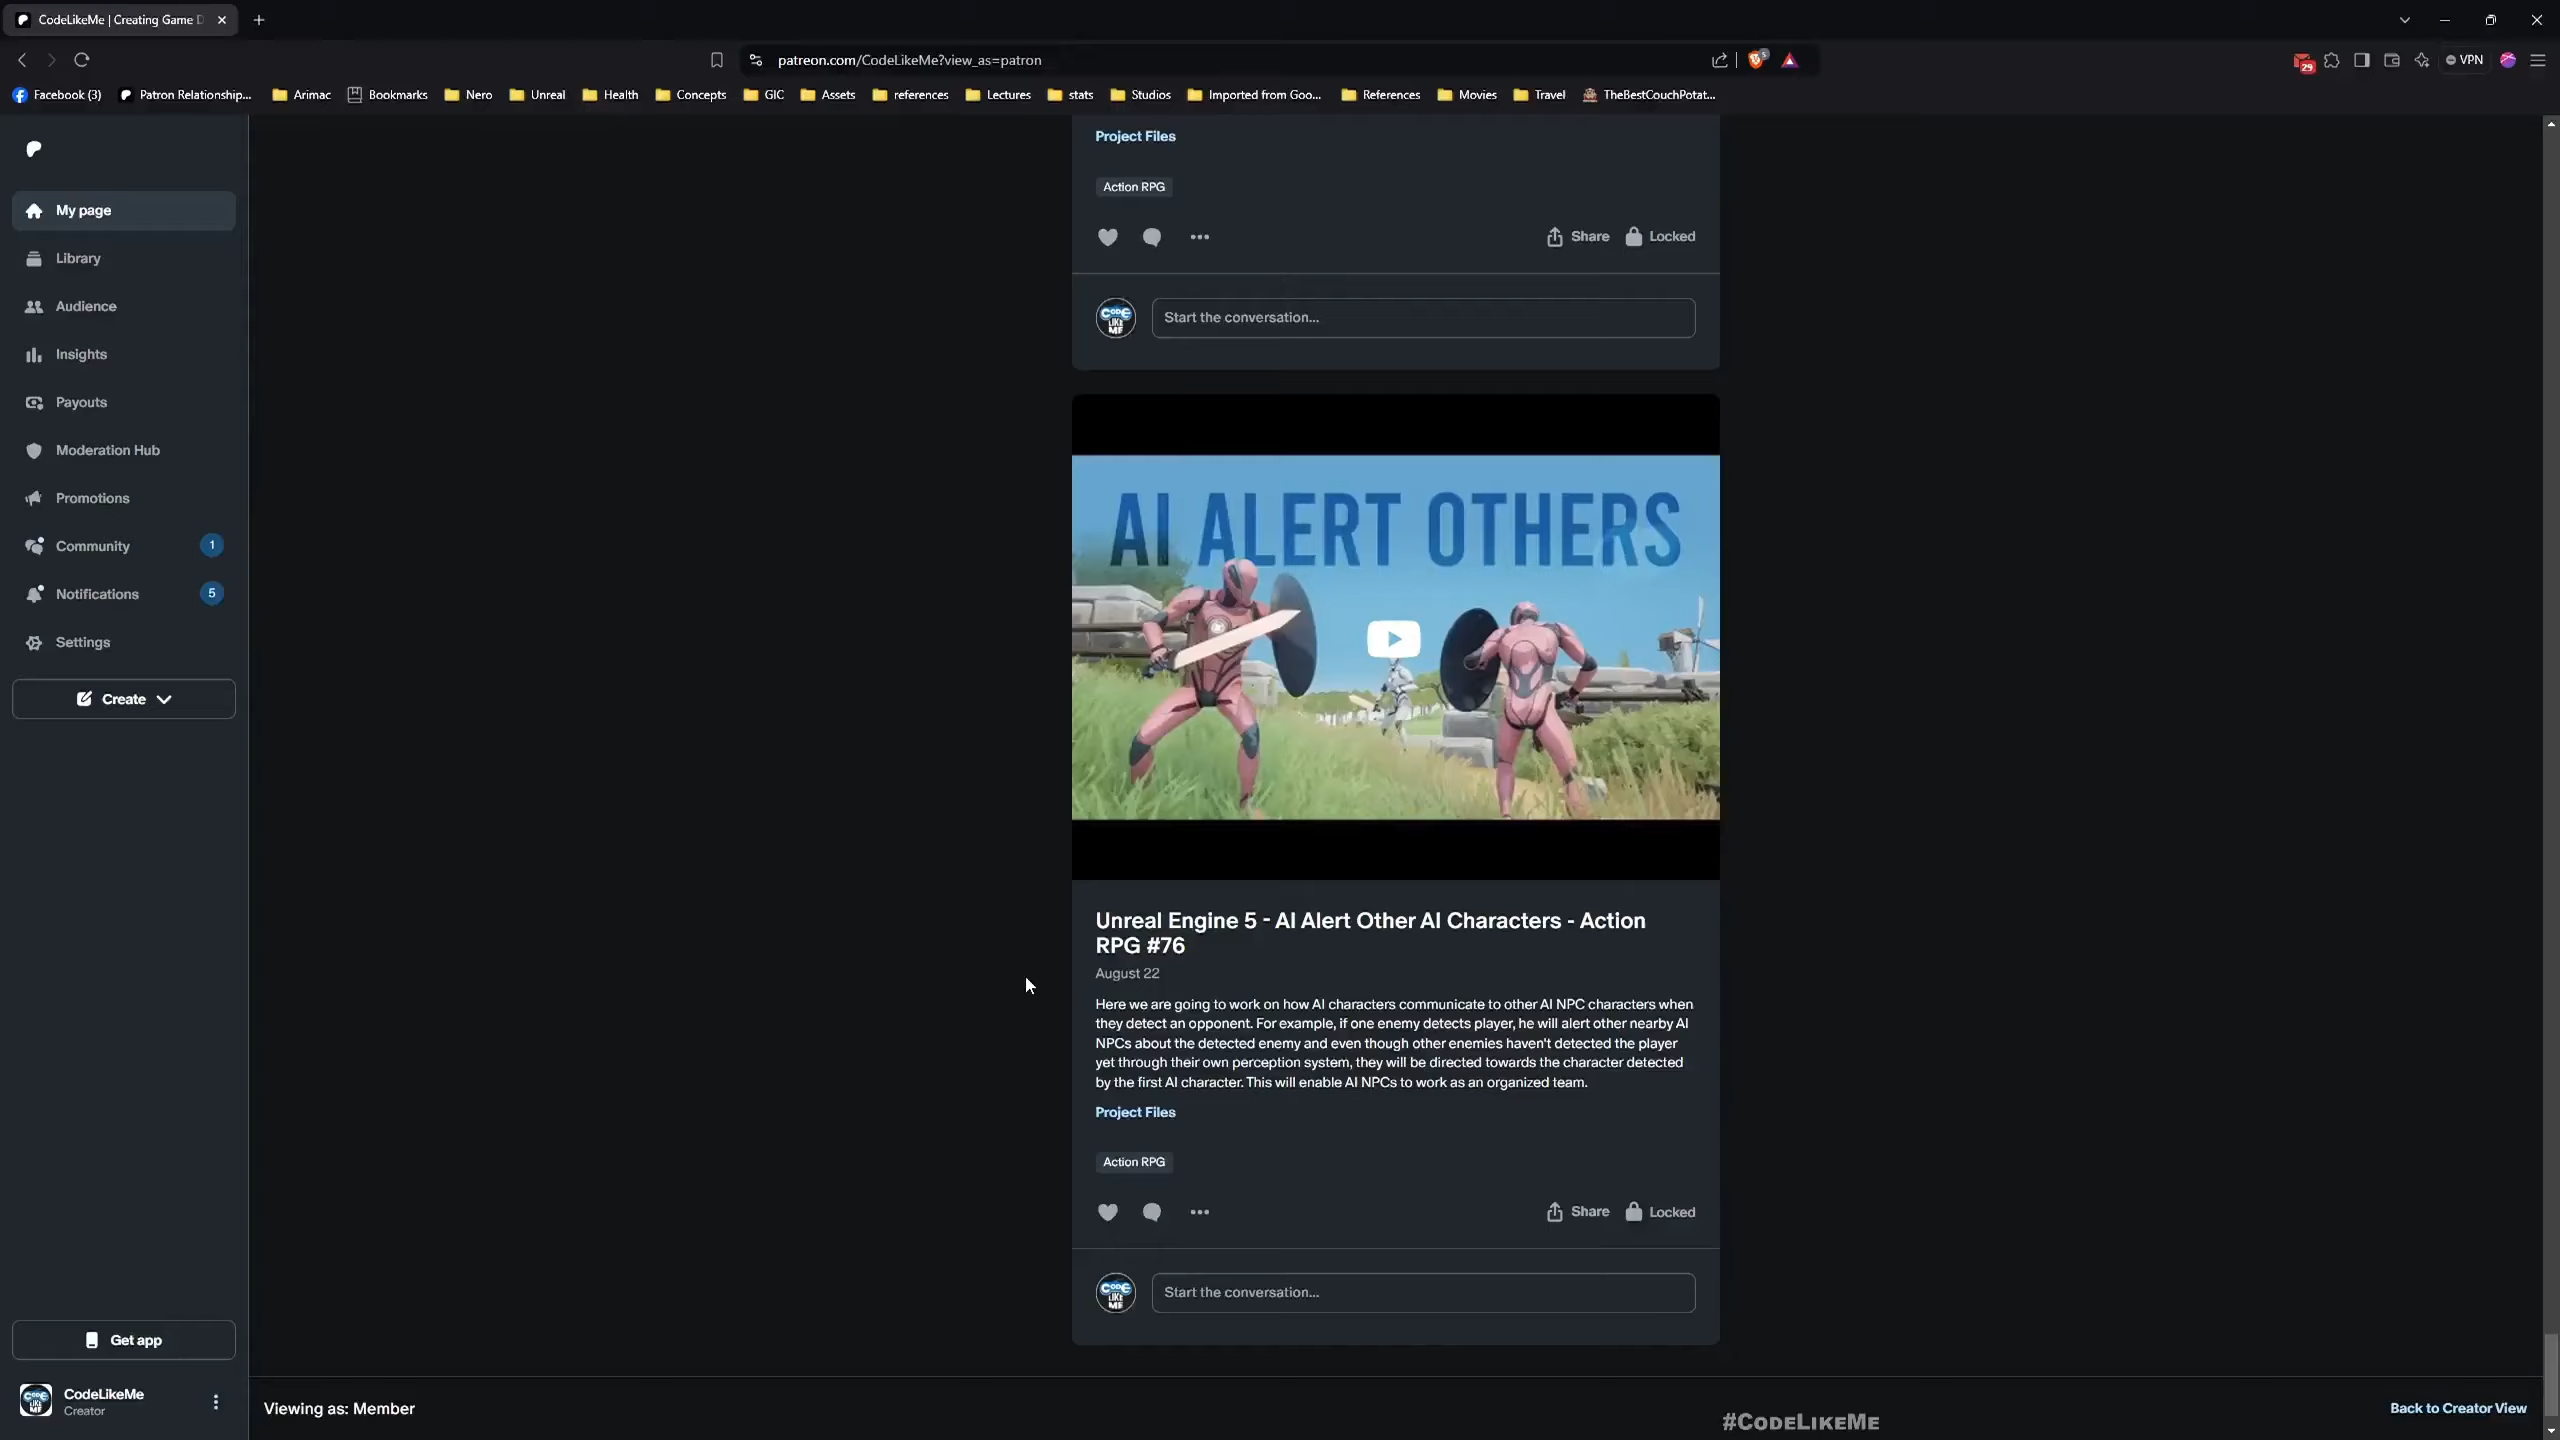 CodeLikeMe | Creating Game D
patreon.com/CodeLikeMe?view_as=patron
29
VPN
Facebook (3)
Patron Relationship...
Arimac
Bookmarks
Nero
Unreal
Health
Concepts
GIC
Assets
references
Lectures
stats
Studios
Imported from Goo...
References
Movies
Travel
TheBestCouchPotat...
My page
Library
Audience
Insights
Payouts
Moderation Hub
Promotions
Community 1
Notifications 5
Settings
Create
Get app
CodeLikeMe
Creator
Project Files
Action RPG
Share
Locked
CODE
LIKE
ME
Start the conversation...
AI ALERT OTHERS
Unreal Engine 5 - AI Alert Other AI Characters - Action
RPG #76
August 22
Here we are going to work on how AI characters communicate to other AI NPC characters when
they detect an opponent. For example, if one enemy detects player, he will alert other nearby AI
NPCs about the detected enemy and even though other enemies haven't detected the player
yet through their own perception system, they will be directed towards the character detected
by the first AI character. This will enable AI NPCs to work as an organized team.
Project Files
Action RPG
Share
Locked
CODE
LIKE
ME
Start the conversation...
Viewing as: Member
#CODELIKEME
Back to Creator View